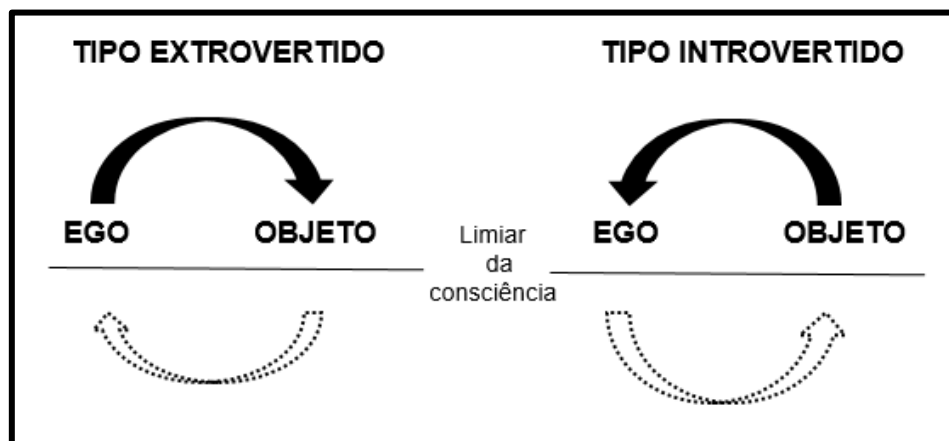 TIPO EXTROVERTIDO
TIPO INTROVERTIDO
EGO
OBJETO
Limiar
da
consciência
EGO
OBJETO